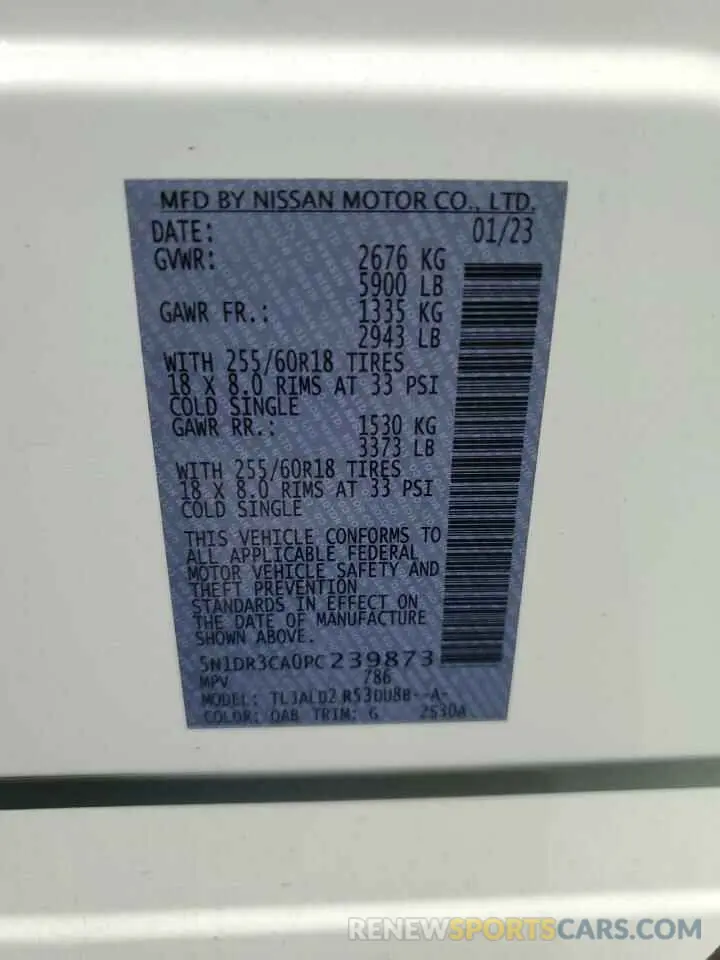 MFD BY NISSAN MOTOR CO., LTD.
DATE: 01/23
GVWR: 2676 KG
5900 LB
GAWR FR.: 1335 KG
2943 LB
WITH 255/60R18 TIRES
18 X 8.0 RIMS AT 33 PSI
COLD SINGLE
GAWR RR.: 1530 KG
3373 LB
WITH 255/60R18 TIRES
18 X 8.0 RIMS AT 33 PSI
COLD SINGLE
THIS VEHICLE CONFORMS TO
ALL APPLICABLE FEDERAL
MOTOR VEHICLE SAFETY AND
THEFT PREVENTION
STANDARDS IN EFFECT ON
THE DATE OF MANUFACTURE
SHOWN ABOVE.
5N1DR3CA0PC239873
MPV 786
MODEL: R53DU8B--A-
COLOR: QAB TRIM: G 2530A
RENEWSPORTSCARS.COM